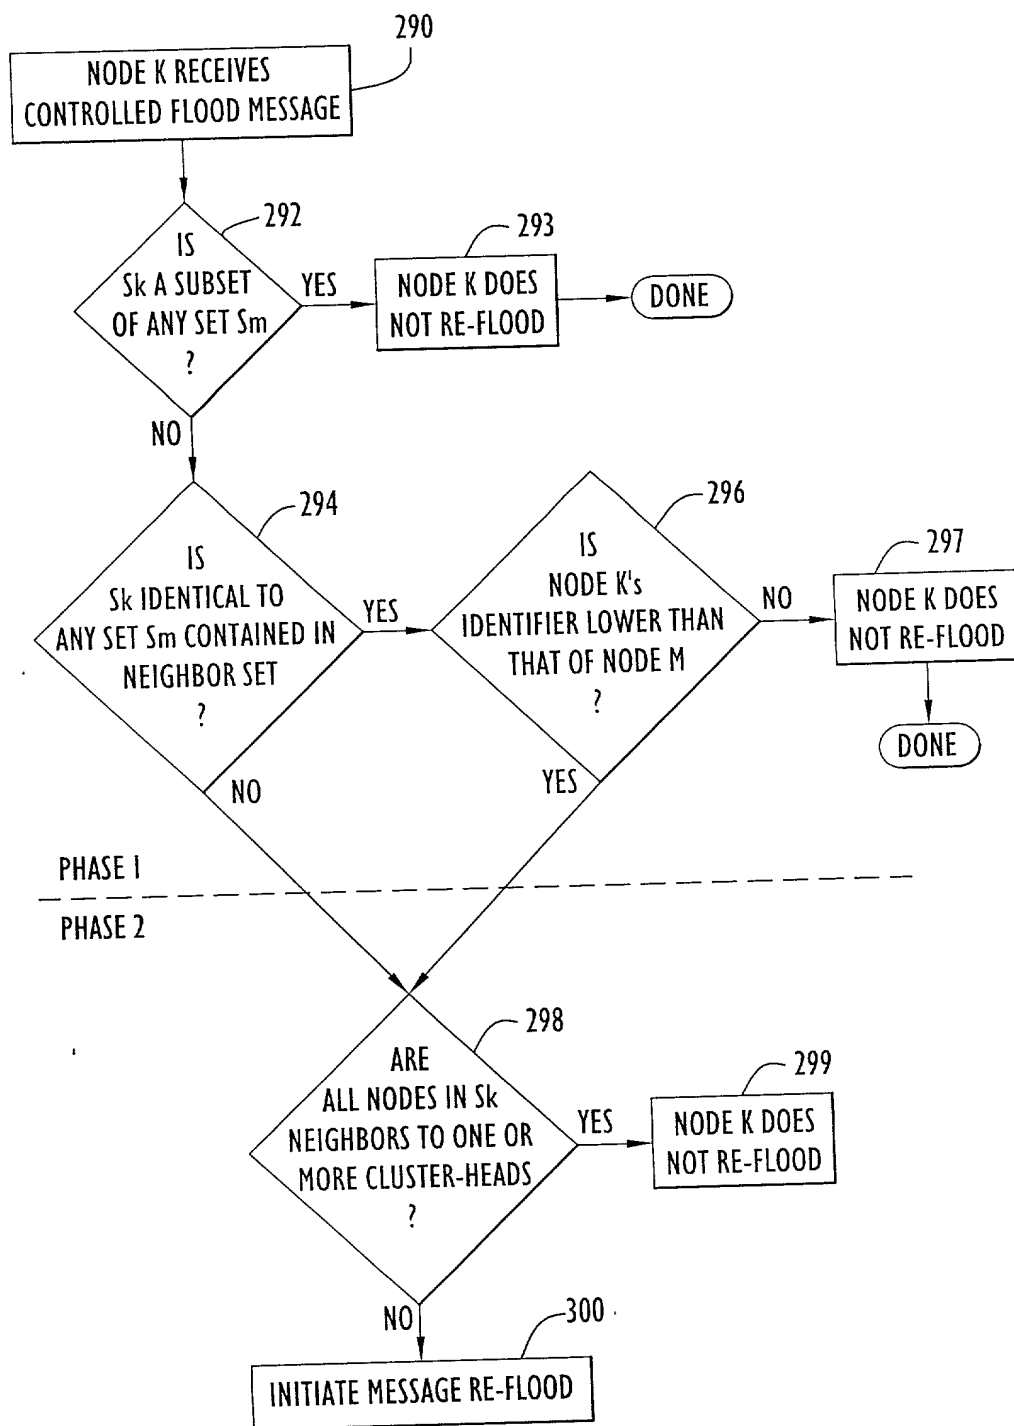 290
NODE K RECEIVES
CONTROLLED FLOOD MESSAGE
292
IS
Sk A SUBSET
OF ANY SET Sm
?
YES
293
NODE K DOES
NOT RE-FLOOD
DONE
NO
294
IS
Sk IDENTICAL TO
ANY SET Sm CONTAINED IN
NEIGHBOR SET
?
YES
NO
296
IS
NODE K's
IDENTIFIER LOWER THAN
THAT OF NODE M
?
NO
297
NODE K DOES
NOT RE-FLOOD
DONE
YES
PHASE 1
PHASE 2
298
ARE
ALL NODES IN Sk
NEIGHBORS TO ONE OR
MORE CLUSTER-HEADS
?
YES
299
NODE K DOES
NOT RE-FLOOD
NO
300
INITIATE MESSAGE RE-FLOOD